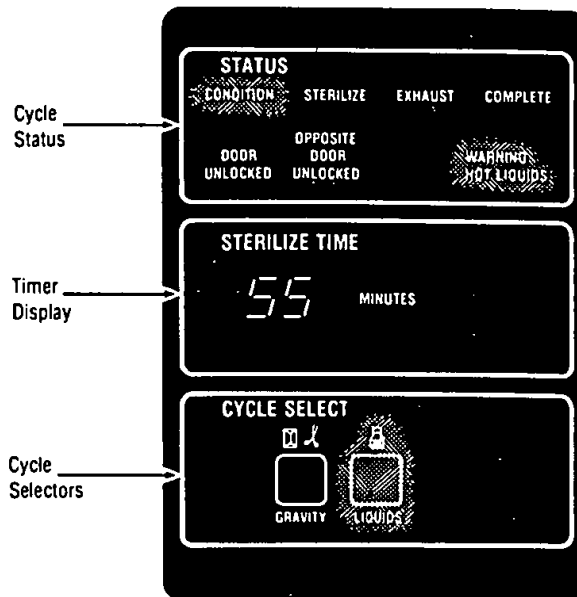 STATUS
CONDITION STERILIZE EXHAUST COMPLETE
Cycle
Status
DOOR
UNLOCKED
OPPOSITE
DOOR
UNLOCKED
WARNING
HOT LIQUIDS
STERILIZE TIME
Timer
Display
55 MINUTES
CYCLE SELECT
Cycle
Selectors
GRAVITY LIQUIDS